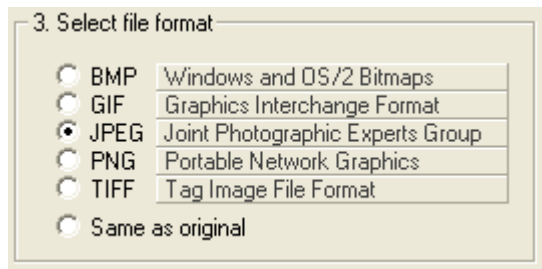 3. Select file format
BMP Windows and OS/2 Bitmaps
GIF Graphics Interchange Format
JPEG Joint Photographic Experts Group
PNG Portable Network Graphics
TIFF Tag Image File Format
Same as original